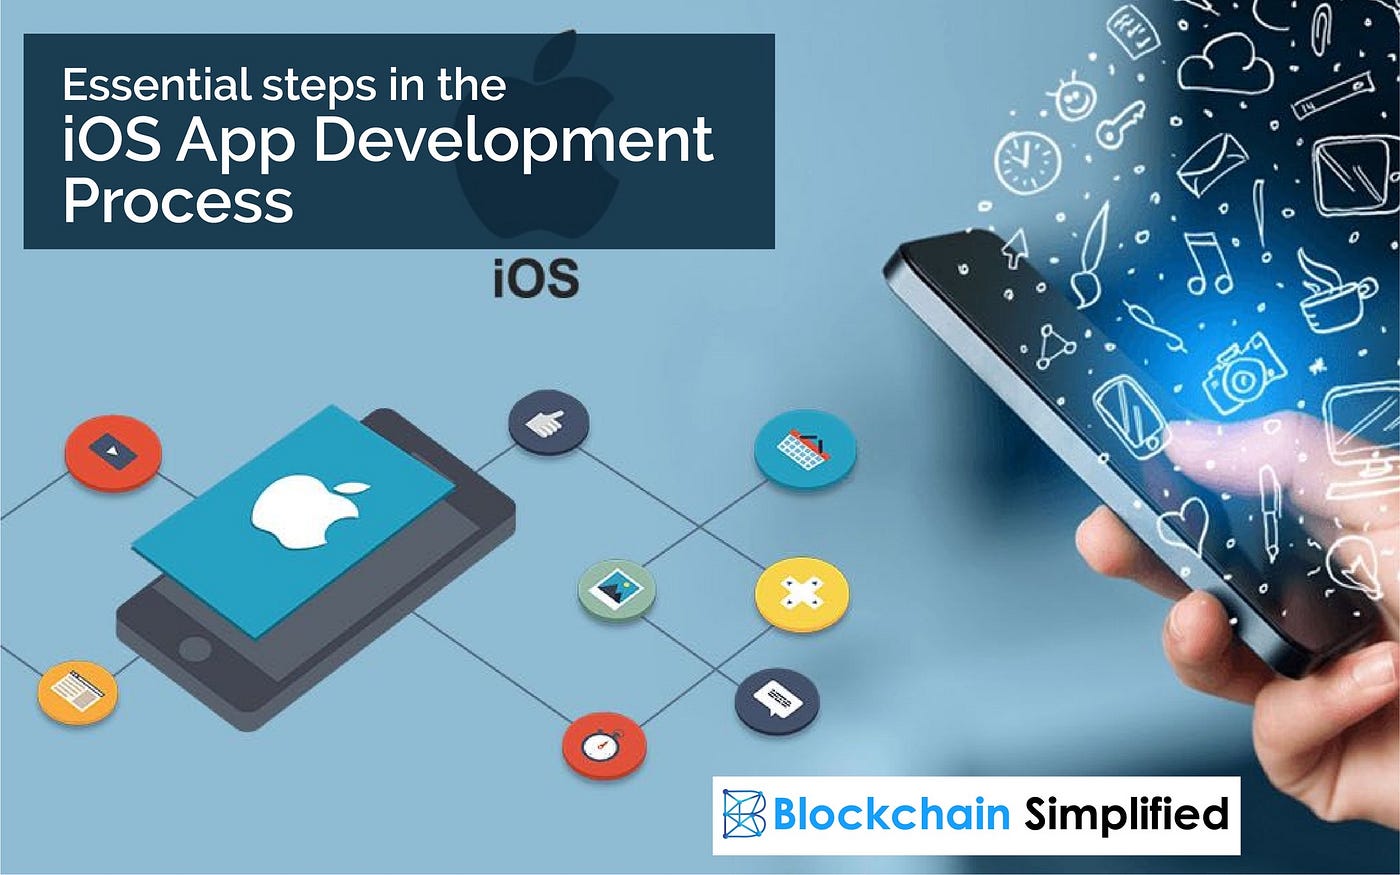 Essential steps in the
iOS App Development
Process
iOS
Blockchain Simplified